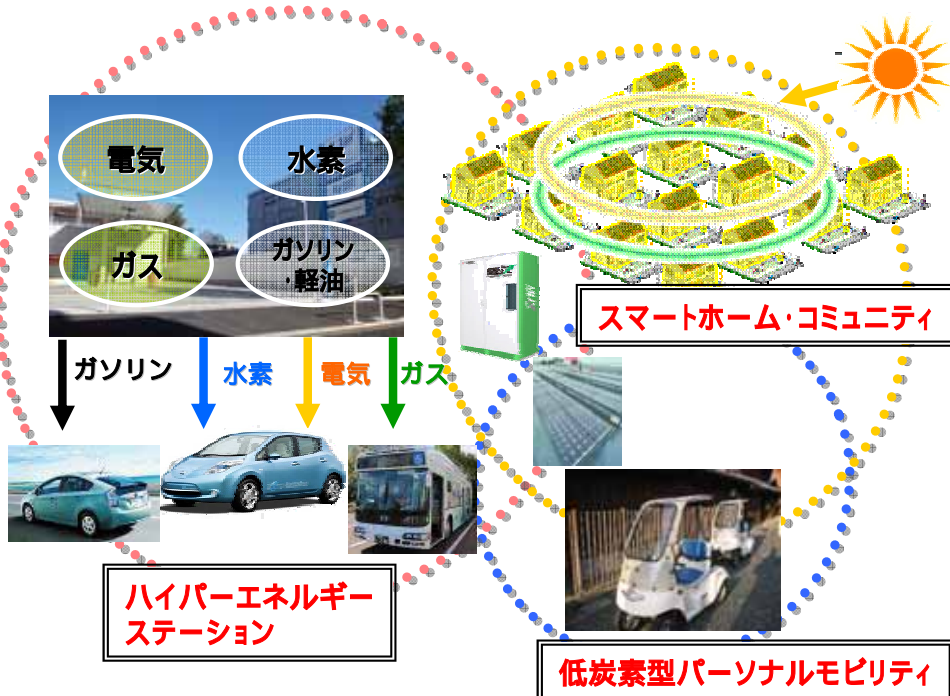 電気
水素
ガス
ガソリン
・軽油
ガソリン
水素
電気
ガス
スマートホーム・コミュニティ
ハイパーエネルギー
ステーション
低炭素型パーソナルモビリティ